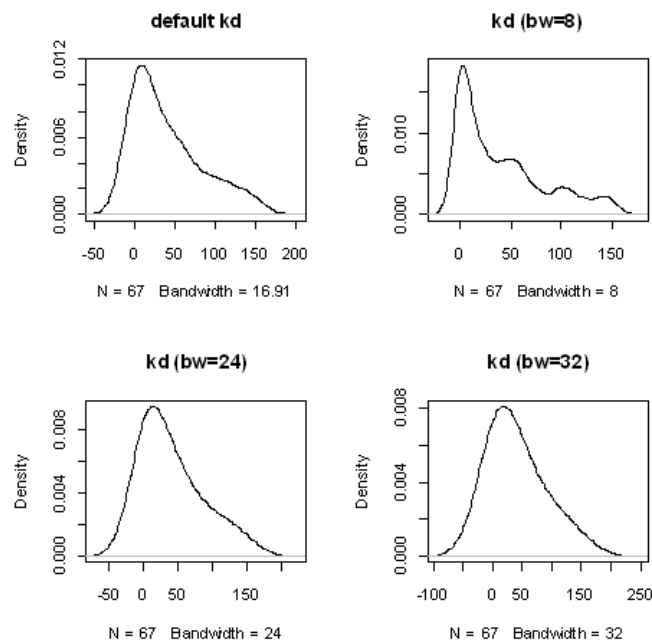 default kd
Density
0.000
0.006
0.012
-50 0 50 100 150 200
N = 67 Bandwidth = 16.91
kd (bw=8)
Density
0.000
0.010
0 50 100 150
N = 67 Bandwidth = 8
kd (bw=24)
Density
0.000
0.004
0.008
-50 0 50 150
N = 67 Bandwidth = 24
kd (bw=32)
Density
0.000
0.004
0.008
-100 0 50 150 250
N = 67 Bandwidth = 32